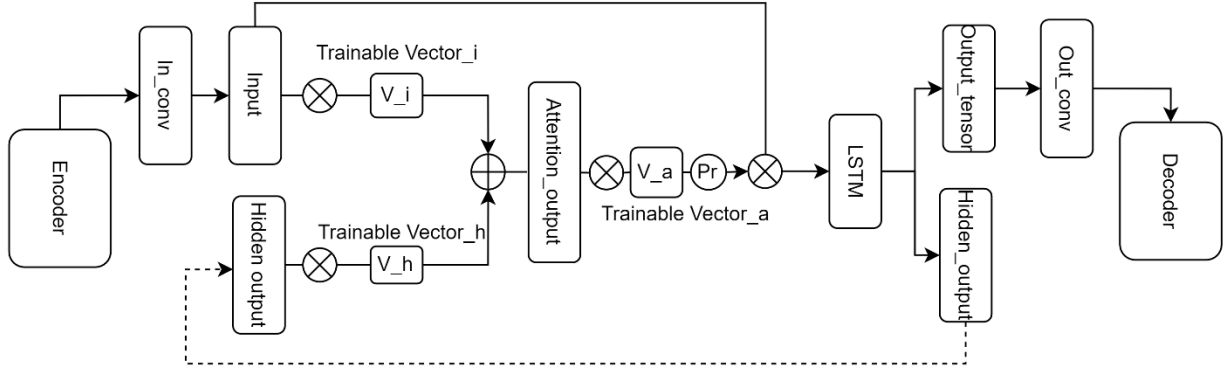 Encoder
In_conv
Input
Trainable Vector_i
V_i
Hidden output
Trainable Vector_h
V_h
Attention_output
V_a
Pr
Trainable Vector_a
LSTM
Output_tensor
Hidden_output
Out_conv
Decoder